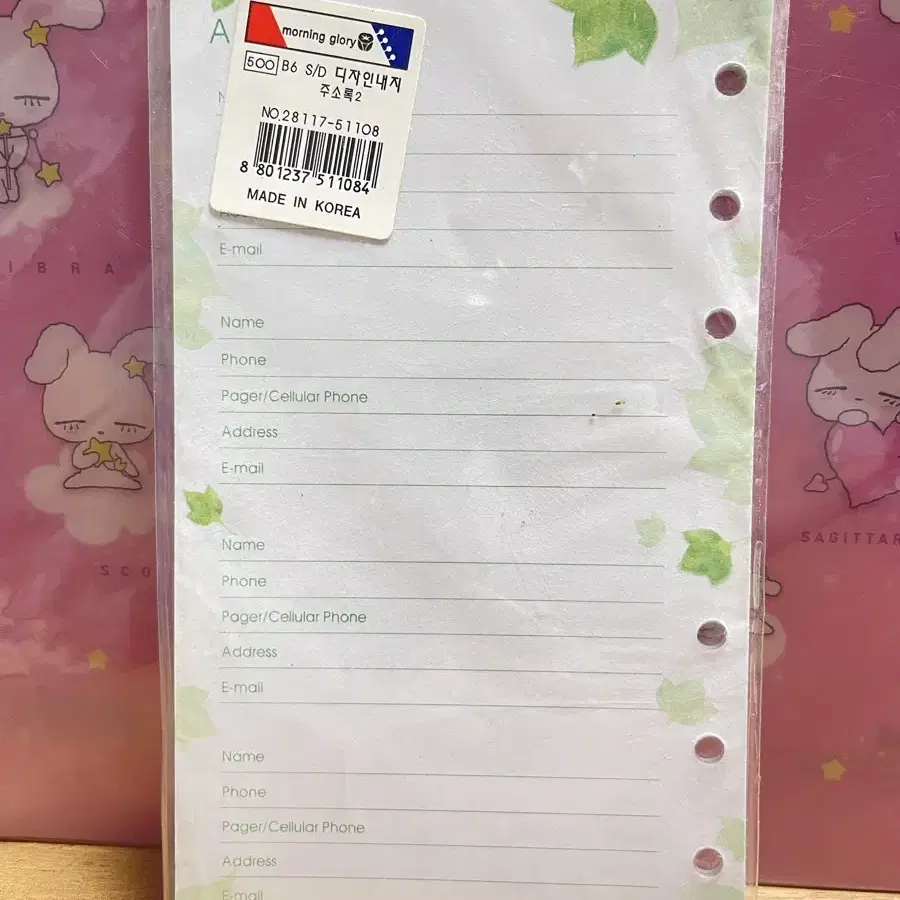 A
morning glory
500 B6 S/D 디자인내지
주소록2
NO.28117-51108
8 801237 511084
MADE IN KOREA
E-mail
Name
Phone
Pager/Cellular Phone
Address
E-mail
Name
Phone
Pager/Cellular Phone
Address
E-mail
Name
Phone
Pager/Cellular Phone
Address
E-mail
IBRA
SCO
SAGITTAR